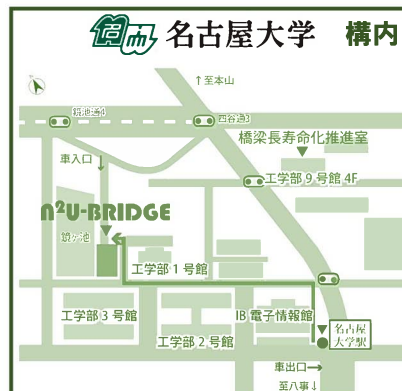 名古屋大学 構内
↑至本山
鏡池通4
四谷通3
橋梁長寿命化推進室
車入口
工学部9号館 4F
n²U-BRIDGE
鏡ヶ池
工学部1号館
工学部3号館
IB 電子情報館
工学部2号館
名古屋
大学駅
車出口→
至八事↓